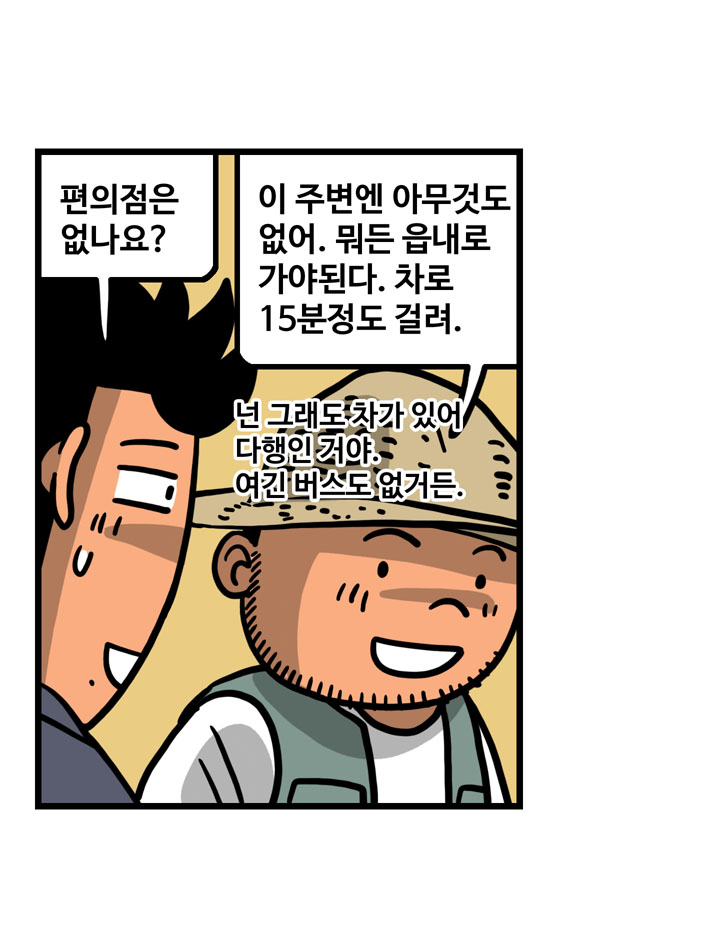 편의점은
없나요?
이 주변엔 아무것도
없어. 뭐든 읍내로
가야된다. 차로
15분정도 걸려.
넌 그래도 차가 있어
다행인 거야.
여긴 버스도 없거든.